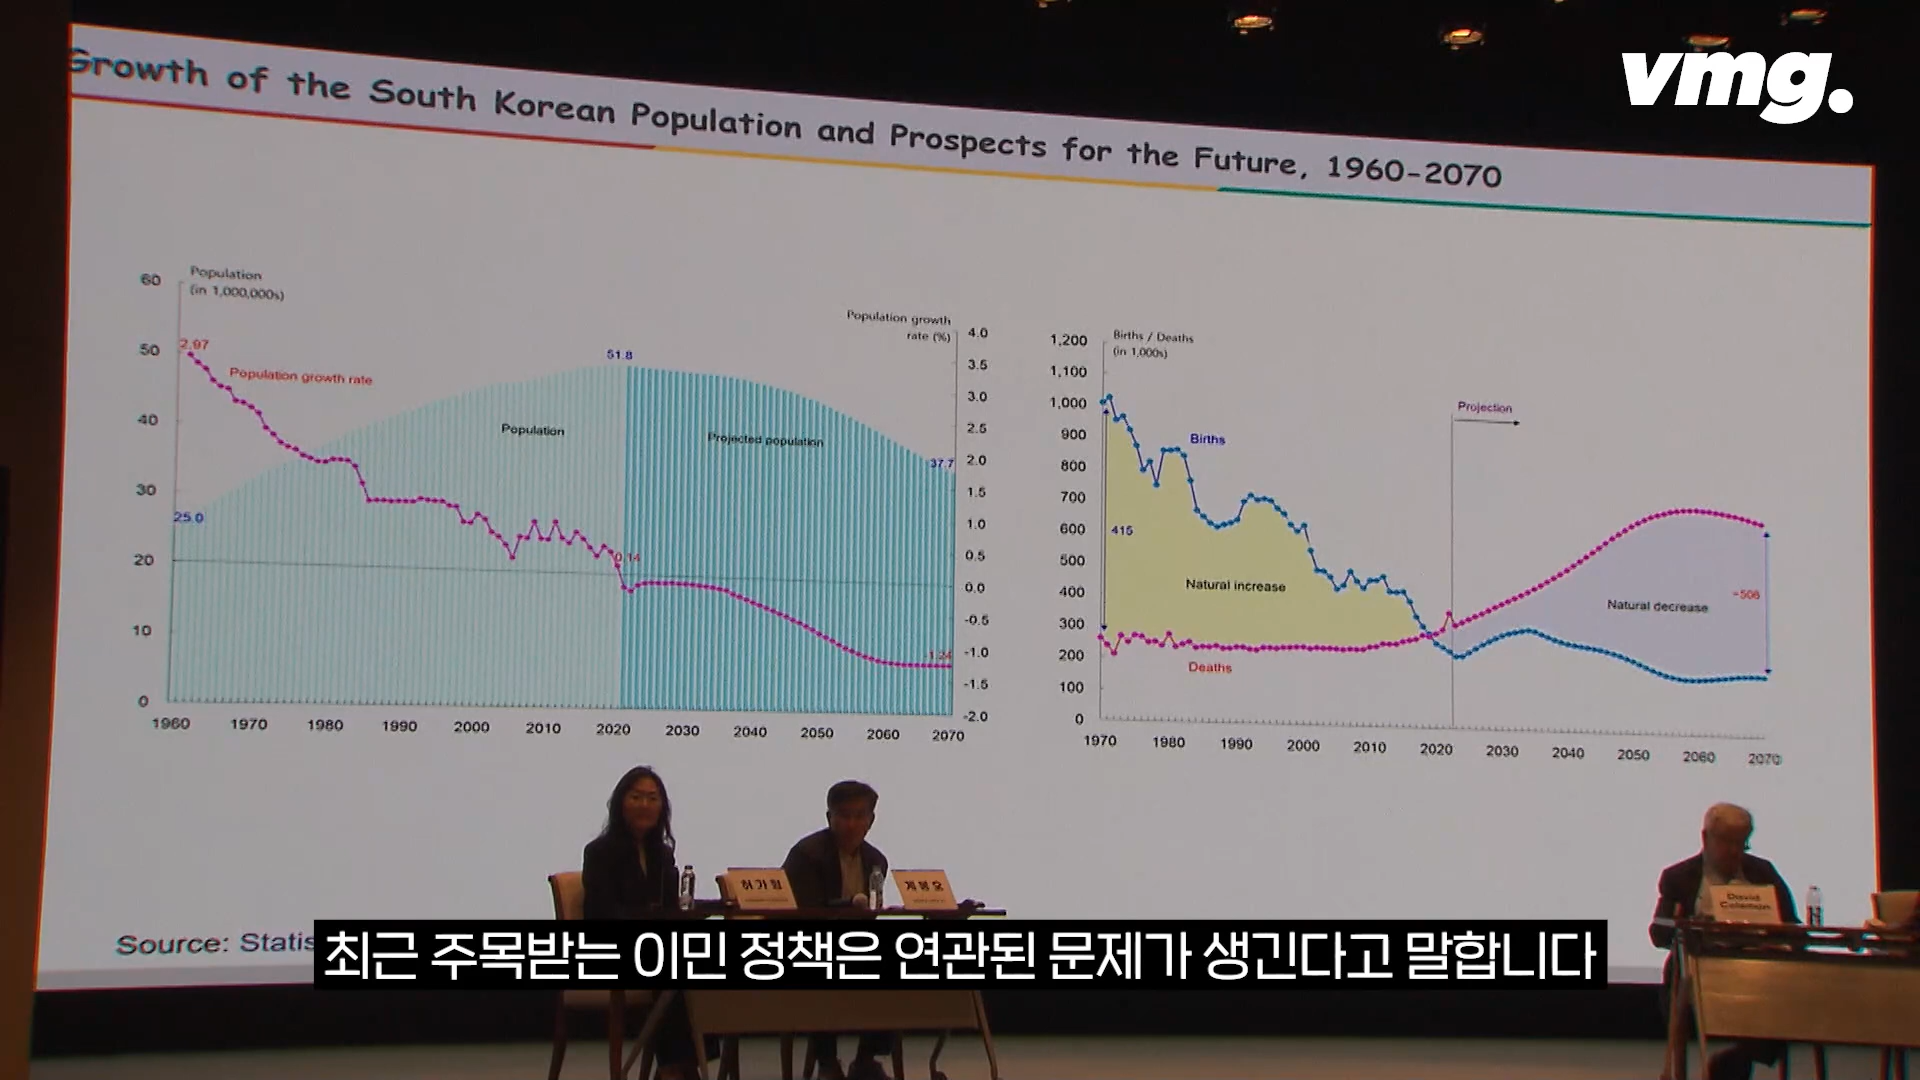 vmg.
Growth of the South Korean Population and Prospects for the Future, 1960-2070
Population
(in 1,000,000s)
60
50
40
30
20
10
0
2.97
Population growth rate
25.0
51.8
Population
Projected population
0.14
37.7
-1.24
Population growth
rate (%)
4.0
3.5
3.0
2.5
2.0
1.5
1.0
0.5
0.0
-0.5
-1.0
-1.5
-2.0
1960 1970 1980 1990 2000 2010 2020 2030 2040 2050 2060 2070
Births / Deaths
(in 1,000s)
1,200
1,100
1,000
900
800
700
600
500
400
300
200
100
0
Births
415
Natural increase
Deaths
Projection
Natural decrease
-506
1970 1980 1990 2000 2010 2020 2030 2040 2050 2060 2070
David
Coleman
Source:
최근 주목받는 이민 정책은 연관된 문제가 생긴다고 말합니다